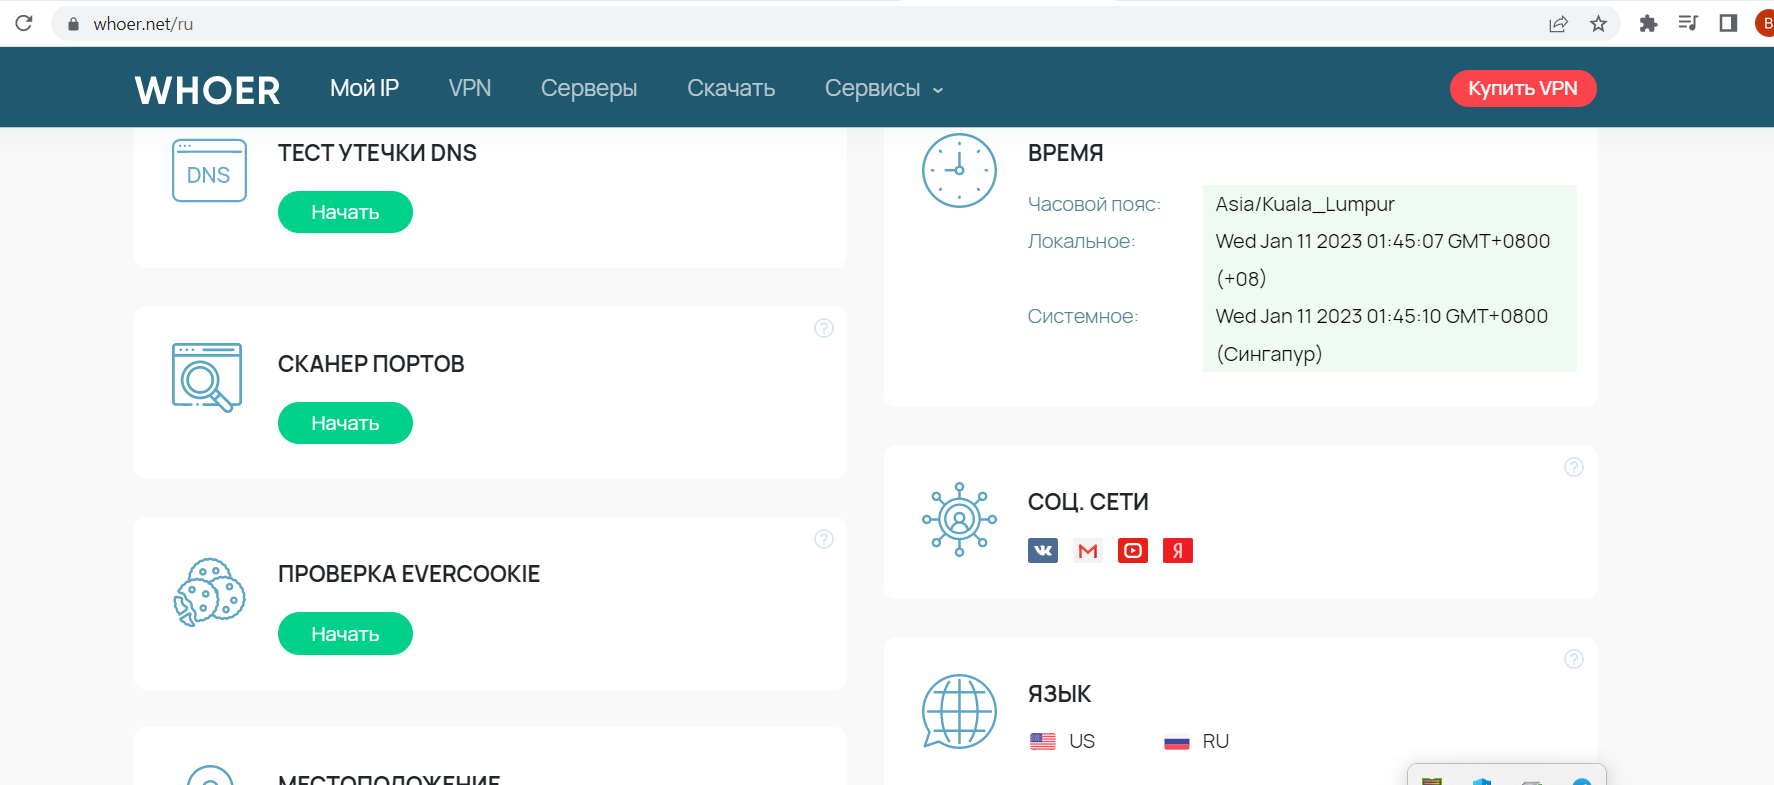 whoer.net/ru
B
WHOER
Мой IP
VPN
Серверы
Скачать
Сервисы
Купить VPN
DNS
ТЕСТ УТЕЧКИ DNS
Начать
СКАНЕР ПОРТОВ
Начать
ПРОВЕРКА EVERCOOKIE
Начать
МЕСТОПОЛОЖЕНИЕ
ВРЕМЯ
Часовой пояс: Asia/Kuala_Lumpur
Локальное: Wed Jan 11 2023 01:45:07 GMT+0800
(+08)
Системное: Wed Jan 11 2023 01:45:10 GMT+0800
(Сингапур)
СОЦ. СЕТИ
Я
ЯЗЫК
US
RU